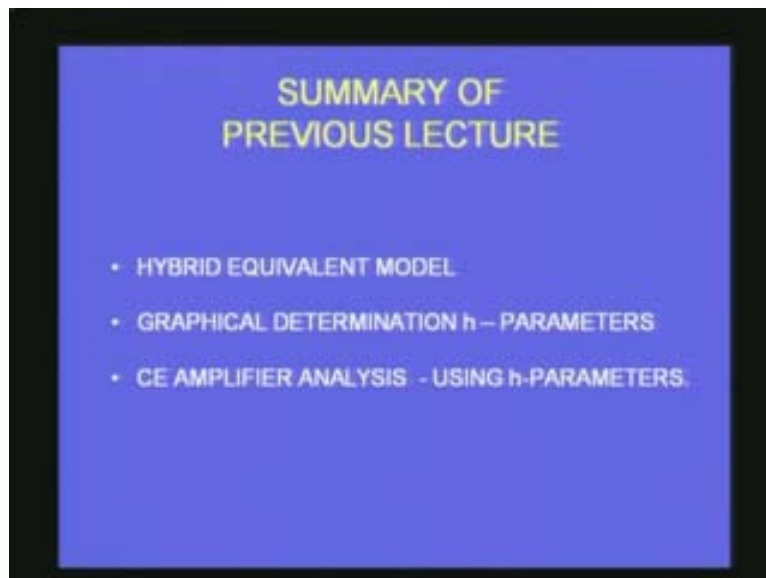 SUMMARY OF
PREVIOUS LECTURE
• HYBRID EQUIVALENT MODEL
• GRAPHICAL DETERMINATION h – PARAMETERS
• CE AMPLIFIER ANALYSIS - USING h-PARAMETERS.